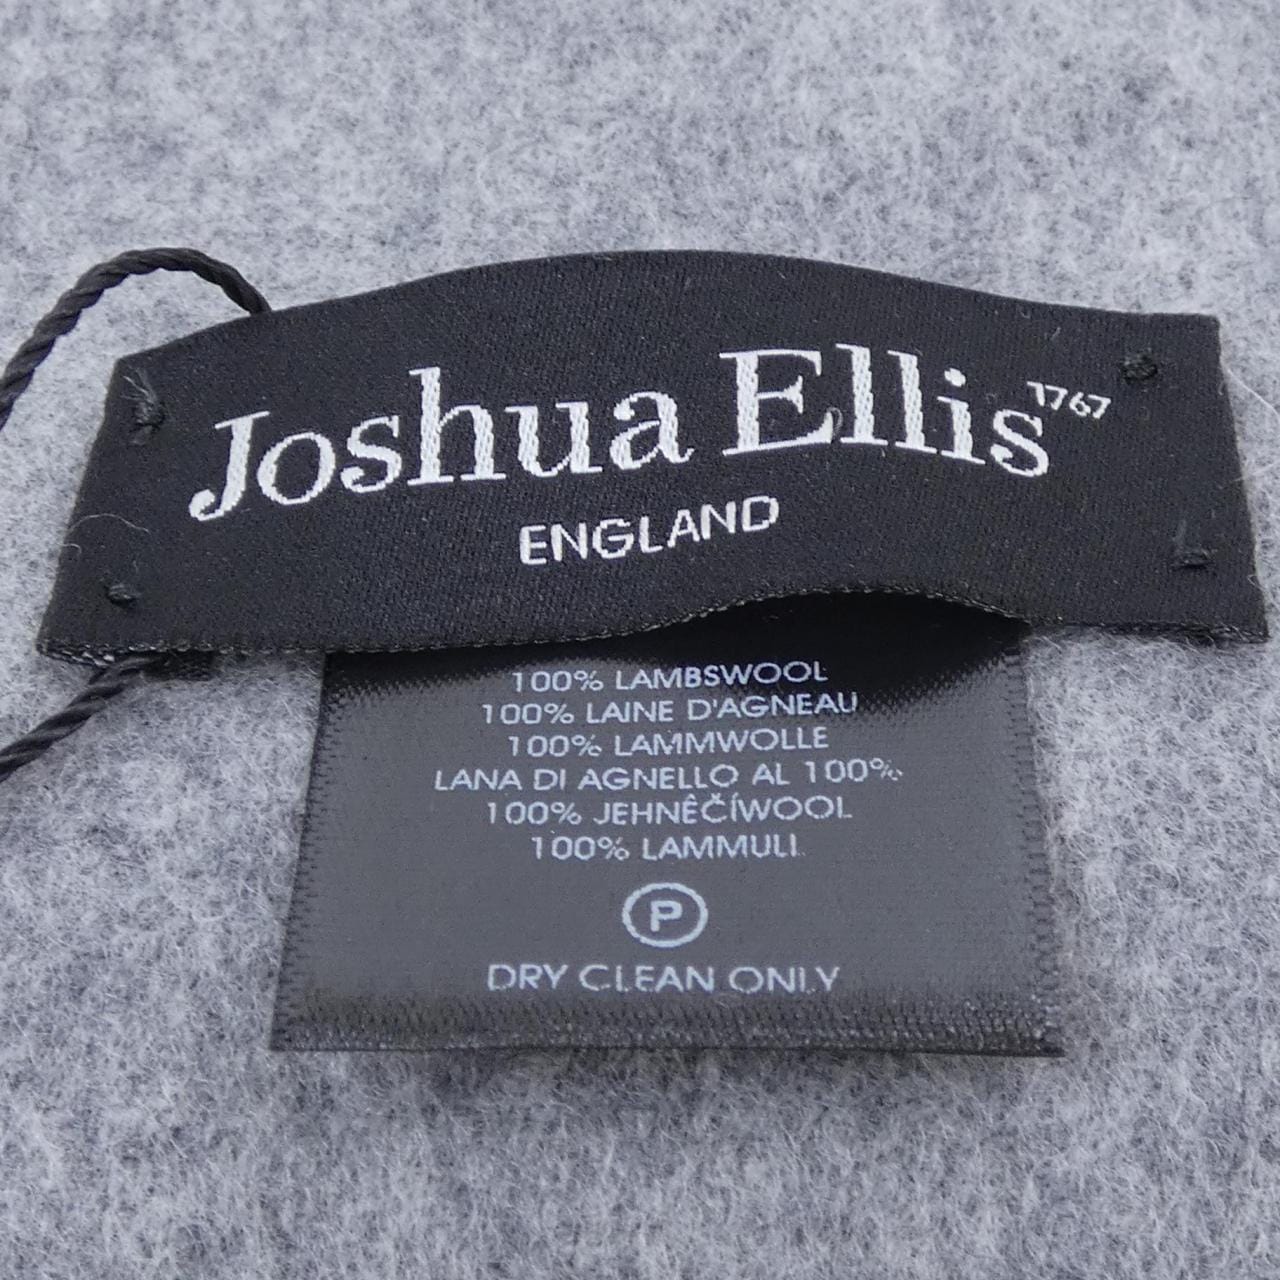 Joshua Ellis 1767
ENGLAND
100% LAMBSWOOL
100% LAINE D'AGNEAU
100% LAMMWOLLE
LANA DI AGNELLO AL 100%
100% JEHNÊČÍWOOL
100% LAMMULL
P
DRY CLEAN ONLY